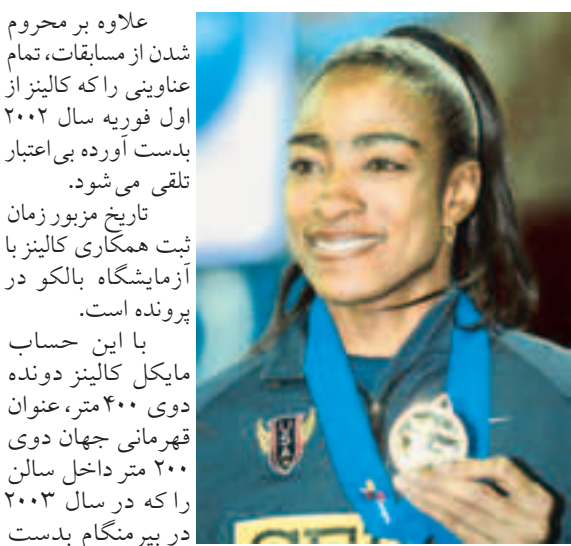 علاوه بر محروم
شدن از مسابقات، تمام
عناوینی را که کالینز از
اول فوریه سال ۲۰۰۲
بدست آورده بی‌اعتبار
تلقی می‌شود.
تاریخ مزبور زمان
ثبت همکاری کالینز با
آزمایشگاه بالکو در
پرونده است.
با این حساب
مایکل کالینز دونده
دوی ۴۰۰ متر، عنوان
قهرمانی جهان دوی
۲۰۰ متر داخل سالن
را که در سال ۲۰۰۳
در بیرمنگام بدست
USA